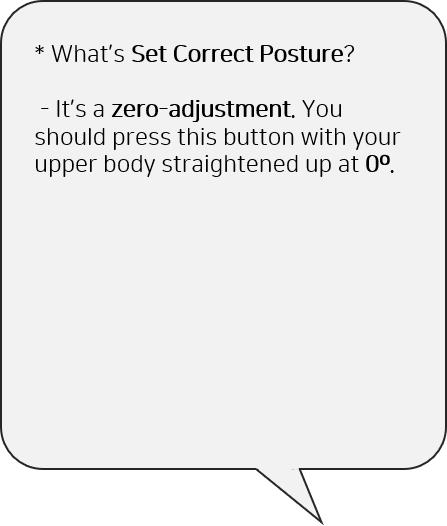 * What's Set Correct Posture?
- It's a zero-adjustment. You
should press this button with your
upper body straightened up at 0º.